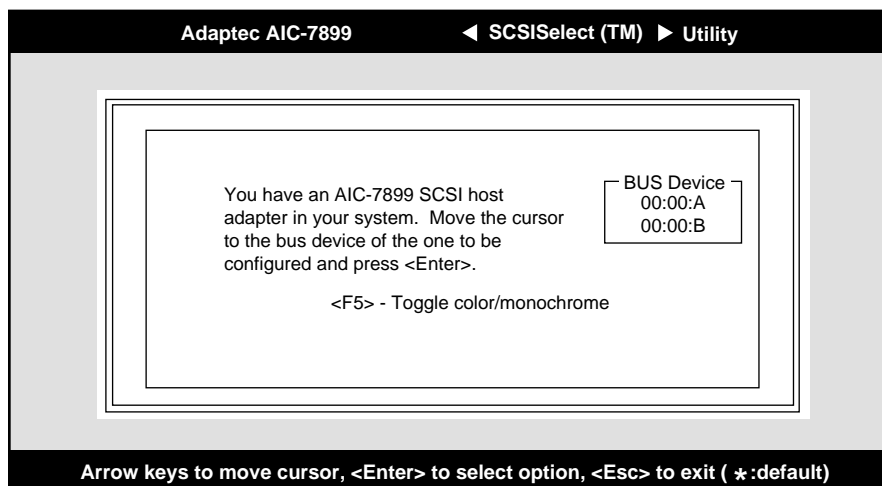 Adaptec AIC-7899 ◄ SCSISelect (TM) ► Utility
You have an AIC-7899 SCSI host
adapter in your system. Move the cursor
to the bus device of the one to be
configured and press <Enter>.
BUS Device
00:00:A
00:00:B
<F5> - Toggle color/monochrome
Arrow keys to move cursor, <Enter> to select option, <Esc> to exit ( *:default)